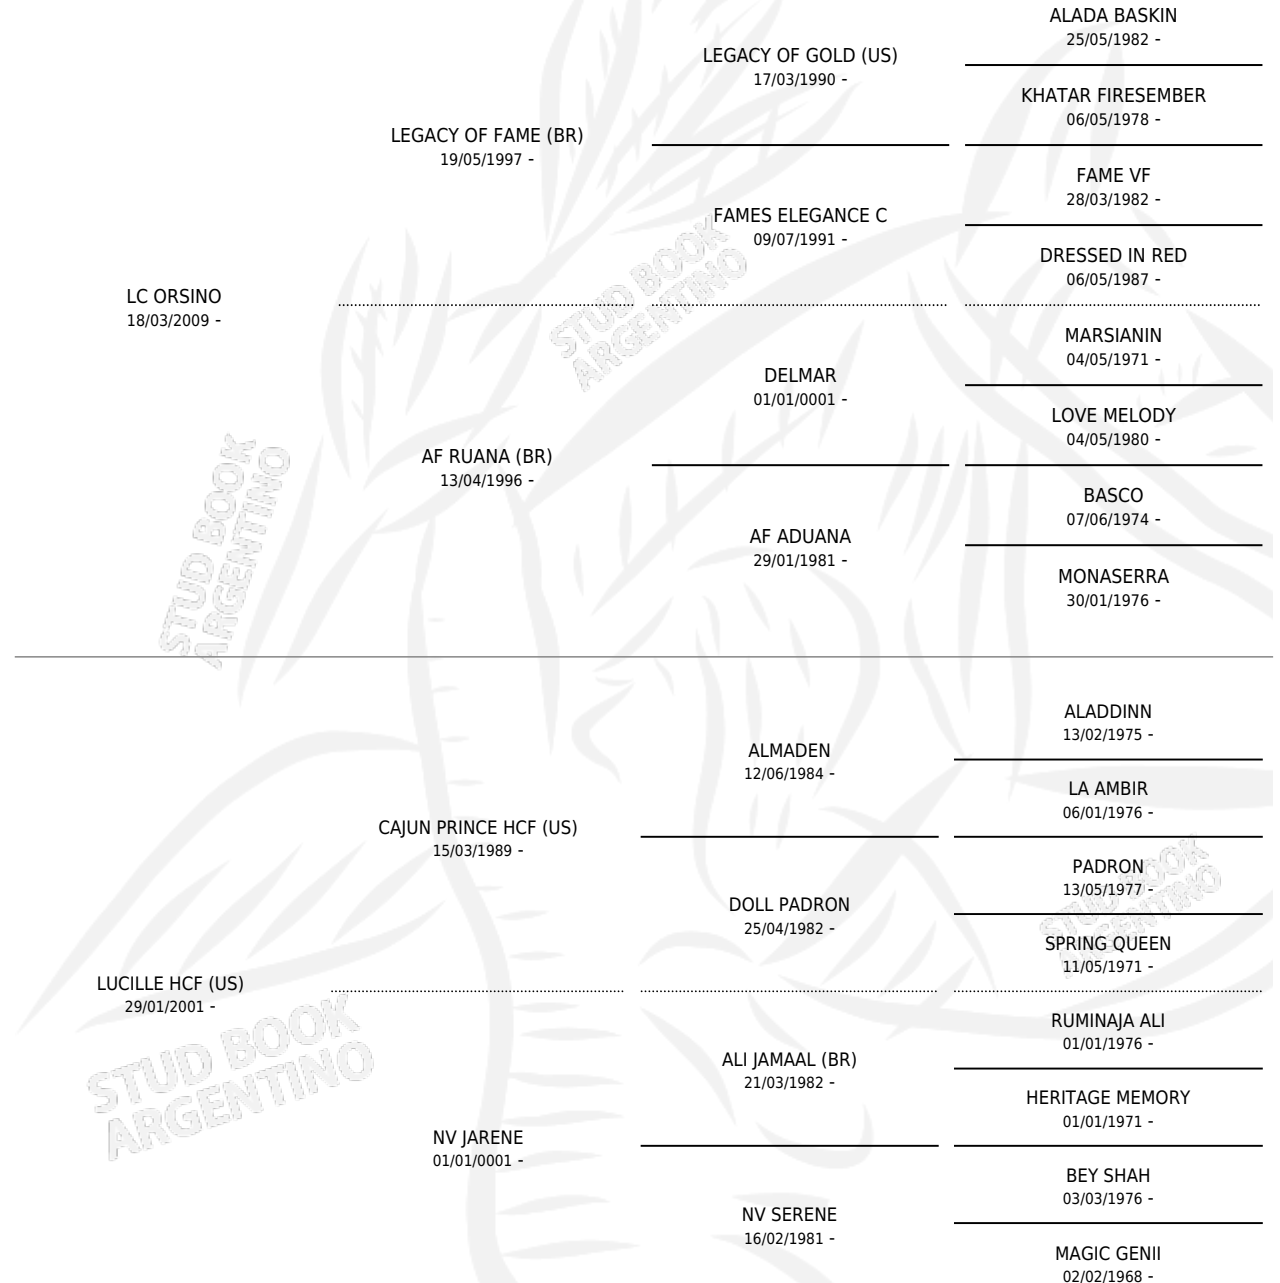 ALADA BASKIN
25/05/1982 -
LEGACY OF GOLD (US)
17/03/1990 -
KHATAR FIRESEMBER
06/05/1978 -
LEGACY OF FAME (BR)
19/05/1997 -
FAME VF
28/03/1982 -
FAMES ELEGANCE C
09/07/1991 -
DRESSED IN RED
06/05/1987 -
LC ORSINO
18/03/2009 -
MARSIANIN
04/05/1971 -
DELMAR
01/01/0001 -
LOVE MELODY
04/05/1980 -
AF RUANA (BR)
13/04/1996 -
BASCO
07/06/1974 -
AF ADUANA
29/01/1981 -
MONASERRA
30/01/1976 -
STUD BOOK
ARGENTINO
STUD BOOK
ARGENTINO
ALADDINN
13/02/1975 -
ALMADEN
12/06/1984 -
LA AMBIR
06/01/1976 -
CAJUN PRINCE HCF (US)
15/03/1989 -
PADRON
13/05/1977 -
DOLL PADRON
25/04/1982 -
SPRING QUEEN
11/05/1971 -
LUCILLE HCF (US)
29/01/2001 -
RUMINAJA ALI
01/01/1976 -
ALI JAMAAL (BR)
21/03/1982 -
HERITAGE MEMORY
01/01/1971 -
NV JARENE
01/01/0001 -
BEY SHAH
03/03/1976 -
NV SERENE
16/02/1981 -
MAGIC GENII
02/02/1968 -
STUD BOOK
ARGENTINO
STUD BOOK
ARGENTINO